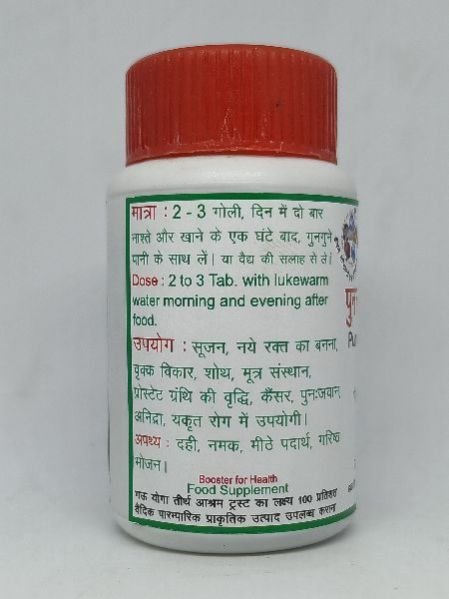 मात्रा : 2 - 3 गोली, दिन में दो बार
नाश्ते और खाने के एक घंटे बाद, गुनगुने
पानी के साथ लें। या वैद्य की सलाह से लें।
Dose : 2 to 3 Tab. with lukewarm
water morning and evening after
food.
उपयोग : सूजन, नये रक्त का बनना,
वृक्क विकार, शोथ, मूत्र संस्थान,
प्रोस्टेट ग्रंथि की वृद्धि, कैंसर, पुनःजवान,
अनिद्रा, यकृत रोग में उपयोगी।
अपथ्य : दही, नमक, मीठे पदार्थ, गरिष्ठ
भोजन।
Booster for Health
Food Supplement
गऊ योगा तीर्थ आश्रम ट्रस्ट का लक्ष्य 100 प्रतिशत
वैदिक पारम्पारिक प्राकृतिक उत्पाद उपलब्ध कराना